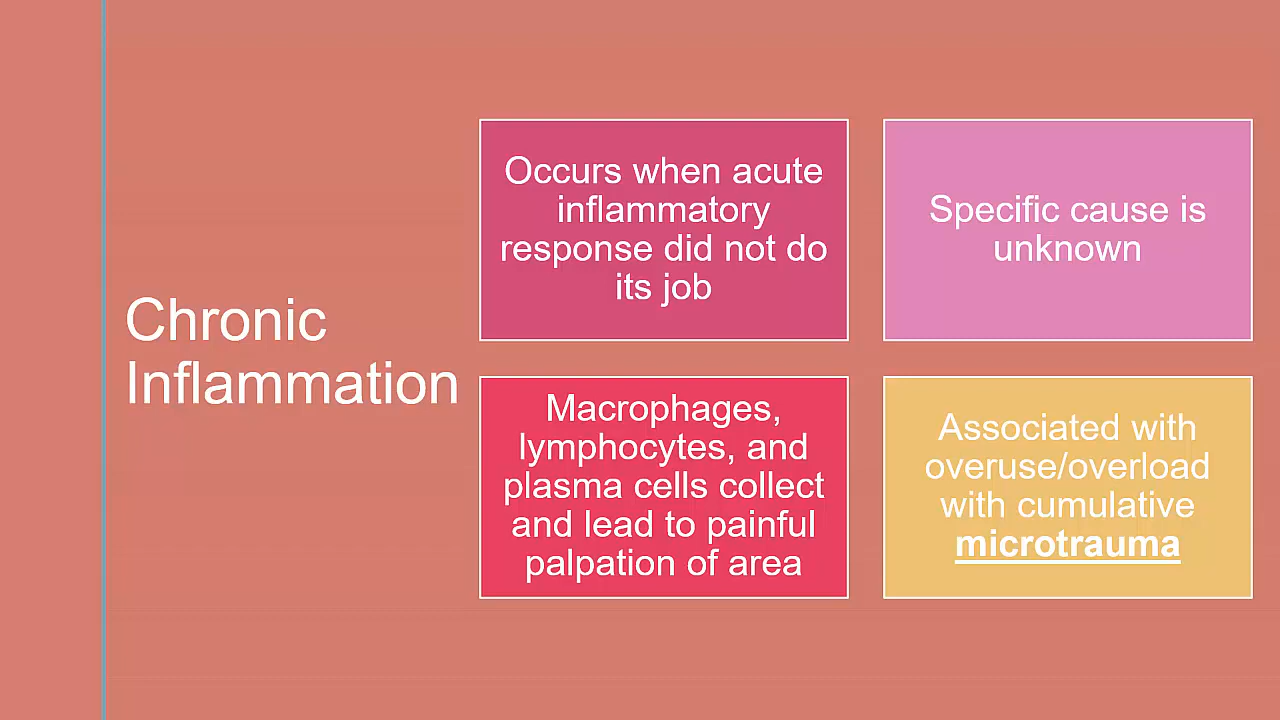 Chronic
Inflammation
Occurs when acute
inflammatory
response did not do
its job
Specific cause is
unknown
Macrophages,
lymphocytes, and
plasma cells collect
and lead to painful
palpation of area
Associated with
overuse/overload
with cumulative
microtrauma